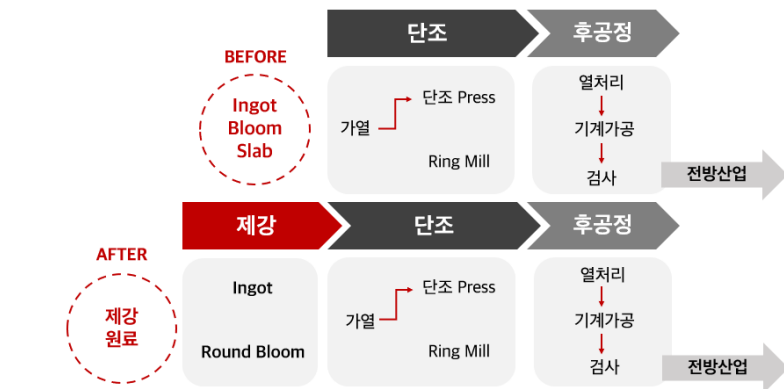 단조
후공정
BEFORE
Ingot
Bloom
Slab
가열
단조 Press
Ring Mill
열처리
기계가공
검사
전방산업
제강
단조
후공정
AFTER
제강
원료
Ingot
Round Bloom
가열
단조 Press
Ring Mill
열처리
기계가공
검사
전방산업